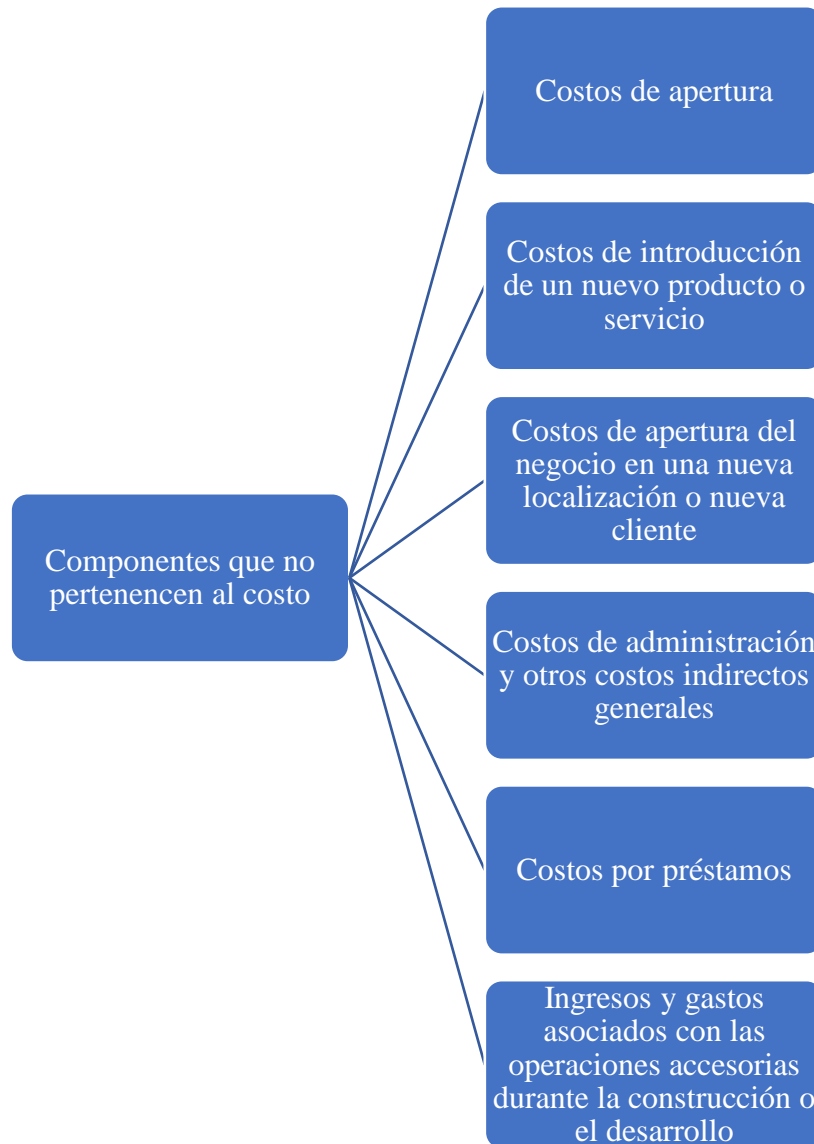 Costos de apertura
Costos de introducción
de un nuevo producto o
servicio
Costos de apertura del
negocio en una nueva
localización o nueva
cliente
Componentes que no
pertenencen al costo
Costos de administración
y otros costos indirectos
generales
Costos por préstamos
Ingresos y gastos
asociados con las
operaciones accesorias
durante la construcción o
el desarrollo